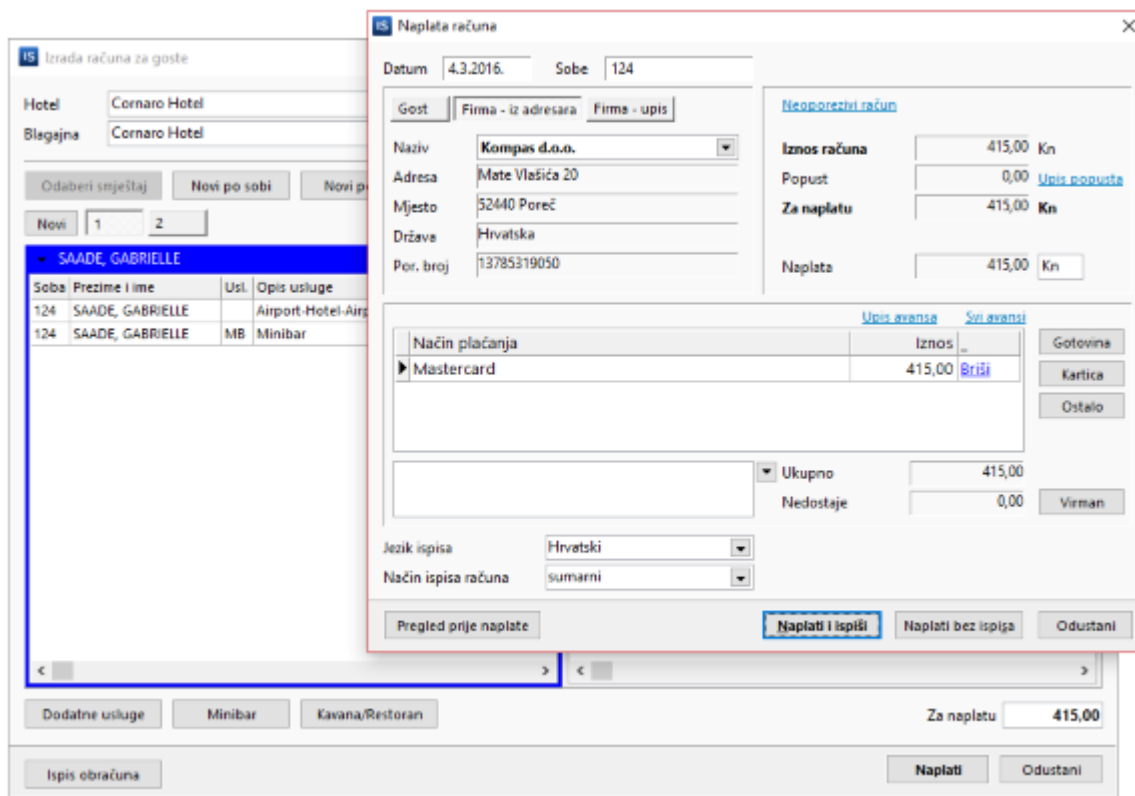 IS Naplata računa
Datum 4.3.2016. Sobe 124
Gost Firma - iz adresara Firma - upis
Naziv Kompas d.o.o.
Adresa Mate Vlašića 20
Mjesto 52440 Poreč
Država Hrvatska
Por. broj 13785319050
Neoporezivi račun
Iznos računa 415,00 Kn
Popust 0,00 Upis popusta
Za naplatu 415,00 Kn
Naplata 415,00 Kn
Upis avansa Svi avansi
Način plaćanja Iznos _
Mastercard 415,00 Briši
Gotovina
Kartica
Ostalo
Ukupno 415,00
Nedostaje 0,00 Virman
Jezik ispisa Hrvatski
Način ispisa računa sumarni
Pregled prije naplate Naplati i ispiši Naplati bez ispisa Odustani
IS Izrada računa za goste
Hotel Cornaro Hotel
Blagajna Cornaro Hotel
Odaberi smještaj Novi po sobi Novi
Novi 1 2
SAADE, GABRIELLE
Soba Prezime i ime Usl. Opis usluge
124 SAADE, GABRIELLE Airport-Hotel-Airp
124 SAADE, GABRIELLE MB Minibar
Dodatne usluge Minibar Kavana/Restoran Za naplatu 415,00
Ispis obračuna Naplati Odustani